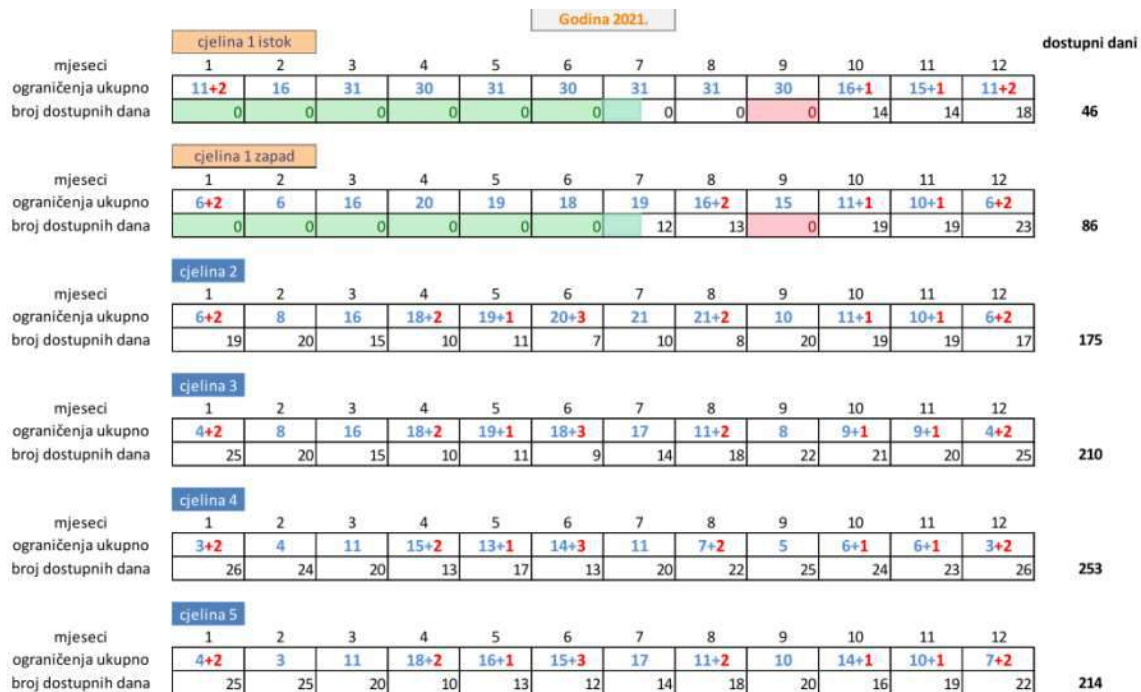 Godina 2021.
cjelina 1 istok dostupni dani
mjeseci 1 2 3 4 5 6 7 8 9 10 11 12
ograničenja ukupno 11+2 16 31 30 31 30 31 31 30 16+1 15+1 11+2
broj dostupnih dana 0 0 0 0 0 0 0 0 0 14 14 18 46
cjelina 1 zapad
mjeseci 1 2 3 4 5 6 7 8 9 10 11 12
ograničenja ukupno 6+2 6 16 20 19 18 19 16+2 15 11+1 10+1 6+2
broj dostupnih dana 0 0 0 0 0 0 12 13 0 19 19 23 86
cjelina 2
mjeseci 1 2 3 4 5 6 7 8 9 10 11 12
ograničenja ukupno 6+2 8 16 18+2 19+1 20+3 21 21+2 10 11+1 10+1 6+2
broj dostupnih dana 19 20 15 10 11 7 10 8 20 19 19 17 175
cjelina 3
mjeseci 1 2 3 4 5 6 7 8 9 10 11 12
ograničenja ukupno 4+2 8 16 18+2 19+1 18+3 17 11+2 8 9+1 9+1 4+2
broj dostupnih dana 25 20 15 10 11 9 14 18 22 21 20 25 210
cjelina 4
mjeseci 1 2 3 4 5 6 7 8 9 10 11 12
ograničenja ukupno 3+2 4 11 15+2 13+1 14+3 11 7+2 5 6+1 6+1 3+2
broj dostupnih dana 26 24 20 13 17 13 20 22 25 24 23 26 253
cjelina 5
mjeseci 1 2 3 4 5 6 7 8 9 10 11 12
ograničenja ukupno 4+2 3 11 18+2 16+1 15+3 17 11+2 10 14+1 10+1 7+2
broj dostupnih dana 25 25 20 10 13 12 14 18 20 16 19 22 214